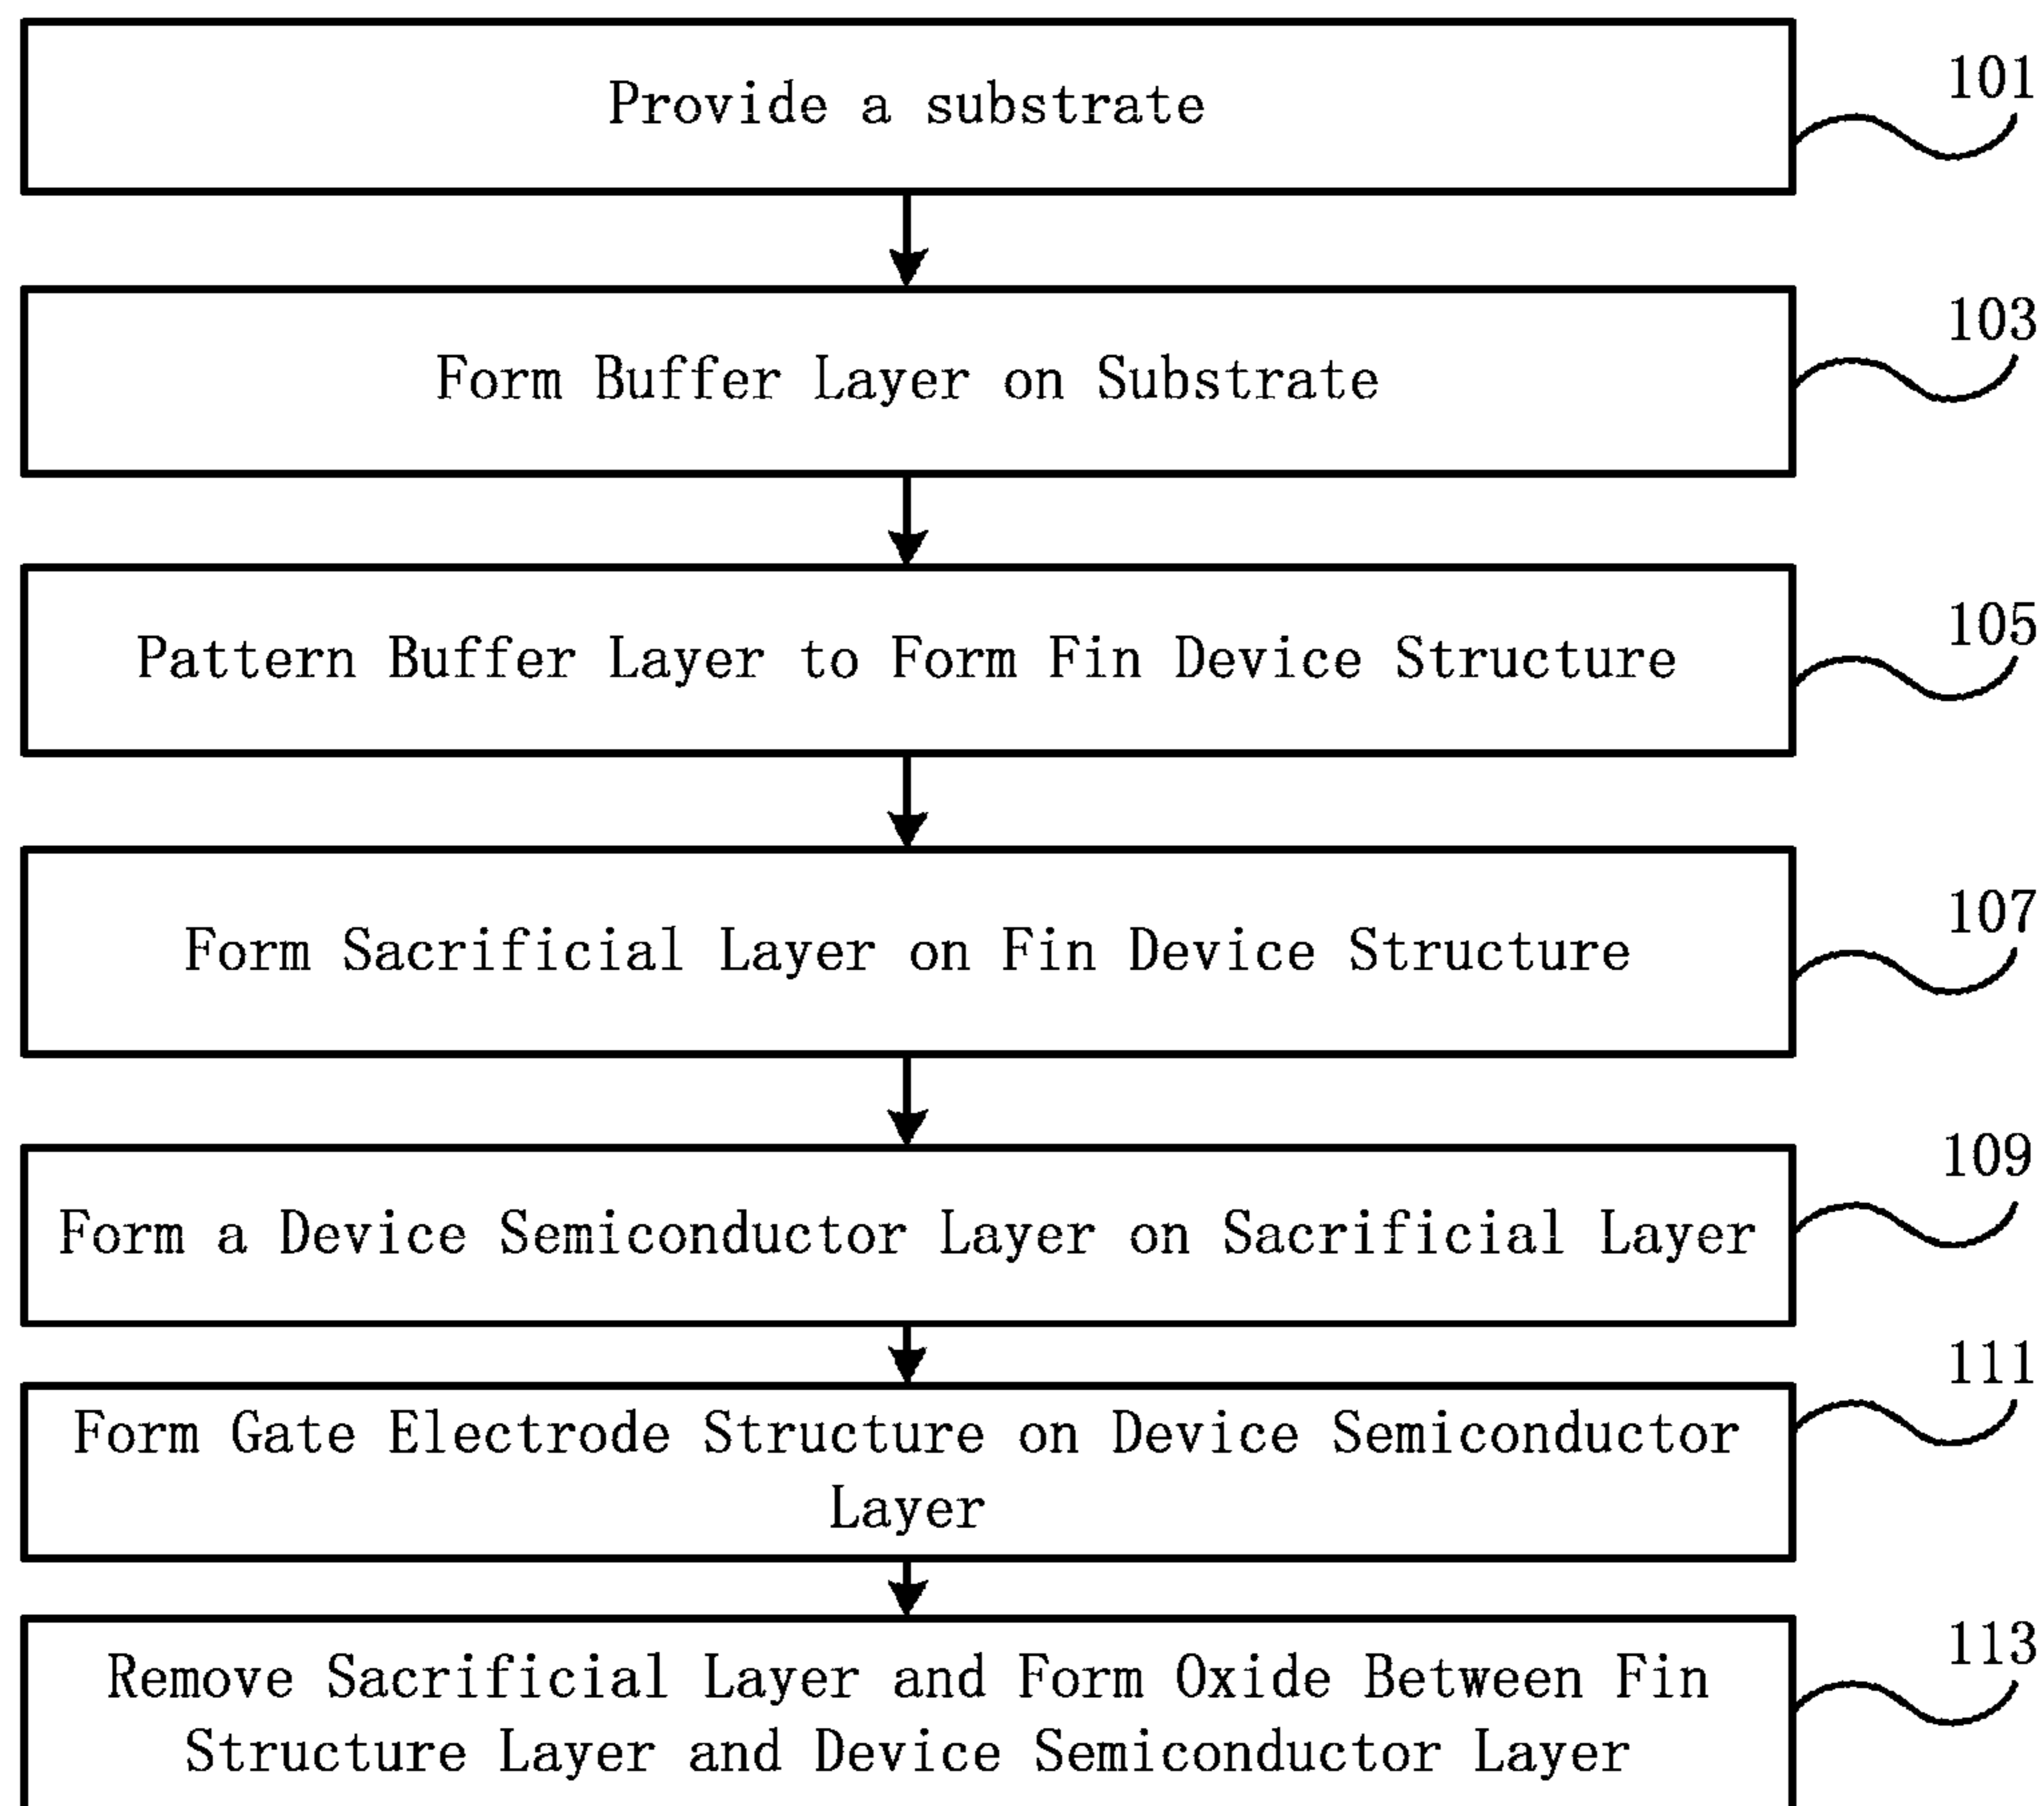 Provide a substrate
101
Form Buffer Layer on Substrate
103
Pattern Buffer Layer to Form Fin Device Structure
105
Form Sacrificial Layer on Fin Device Structure
107
Form a Device Semiconductor Layer on Sacrificial Layer
109
Form Gate Electrode Structure on Device Semiconductor
Layer
111
Remove Sacrificial Layer and Form Oxide Between Fin
Structure Layer and Device Semiconductor Layer
113